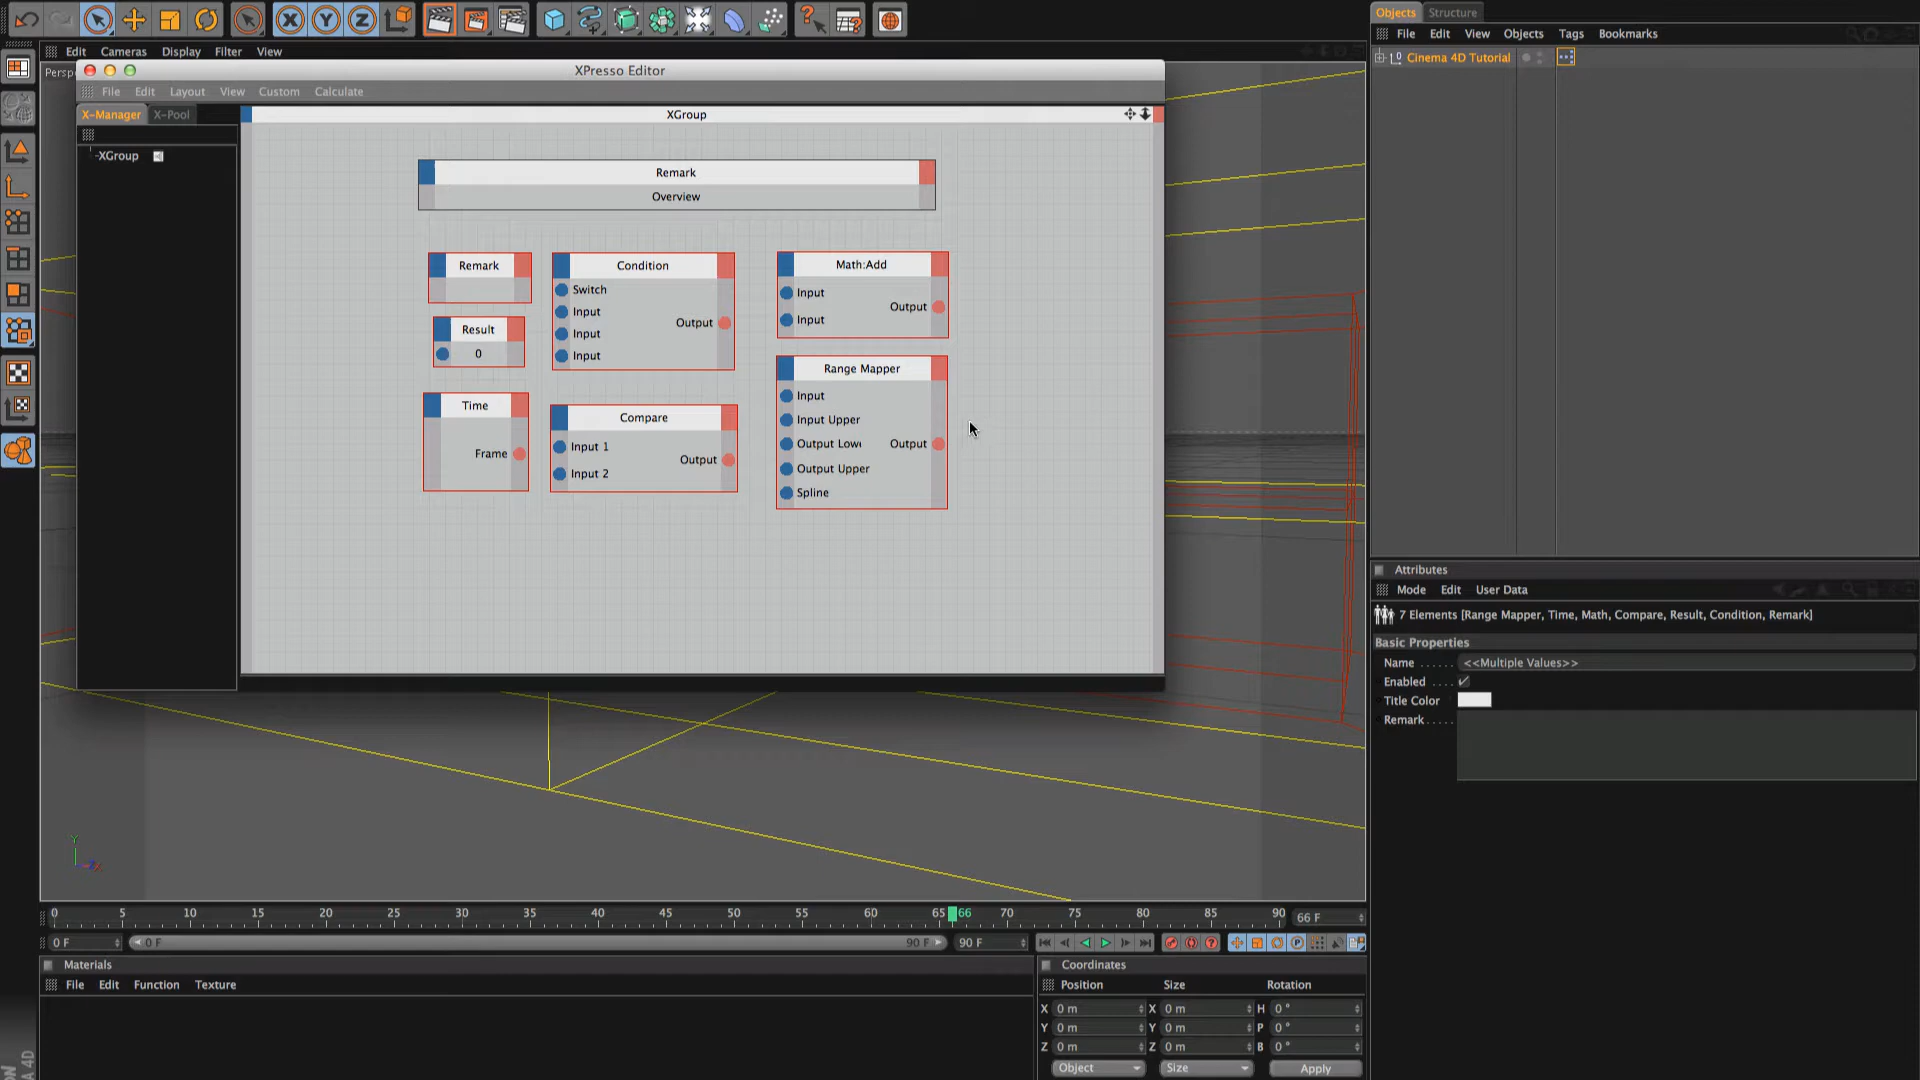 Objects Structure
File Edit View Objects Tags Bookmarks
Cinema 4D Tutorial
Edit Cameras Display Filter View
Persp
XPresso Editor
File Edit Layout Window Custom Calculate
X-Manager X-Pool
XGroup
XGroup
Remark
Overview
Remark
Result
0
Time
Frame
Condition
Switch
Input
Input
Input
Output
Compare
Input 1
Input 2
Output
Math:Add
Input
Input
Output
Range Mapper
Input
Input Upper
Output Lowe
Output Upper
Spline
Output
Attributes
Mode Edit User Data
7 Elements [Range Mapper, Time, Math, Compare, Result, Condition, Remark]
Basic Properties
Name ...... <<Multiple Values>>
Enabled ....
Title Color
Remark .....
Y
0 5 10 15 20 25 30 35 40 45 50 55 60 65 66 70 75 80 85 90
66 F
0 F 0 F 90 F 90 F
Materials
File Edit Function Texture
Coordinates
Position Size Rotation
X 0 m X 0 m H 0 °
Y 0 m Y 0 m P 0 °
Z 0 m Z 0 m B 0 °
Object Size Apply